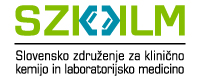 SZKKLM
Slovensko združenje za klinično
kemijo in laboratorijsko medicino